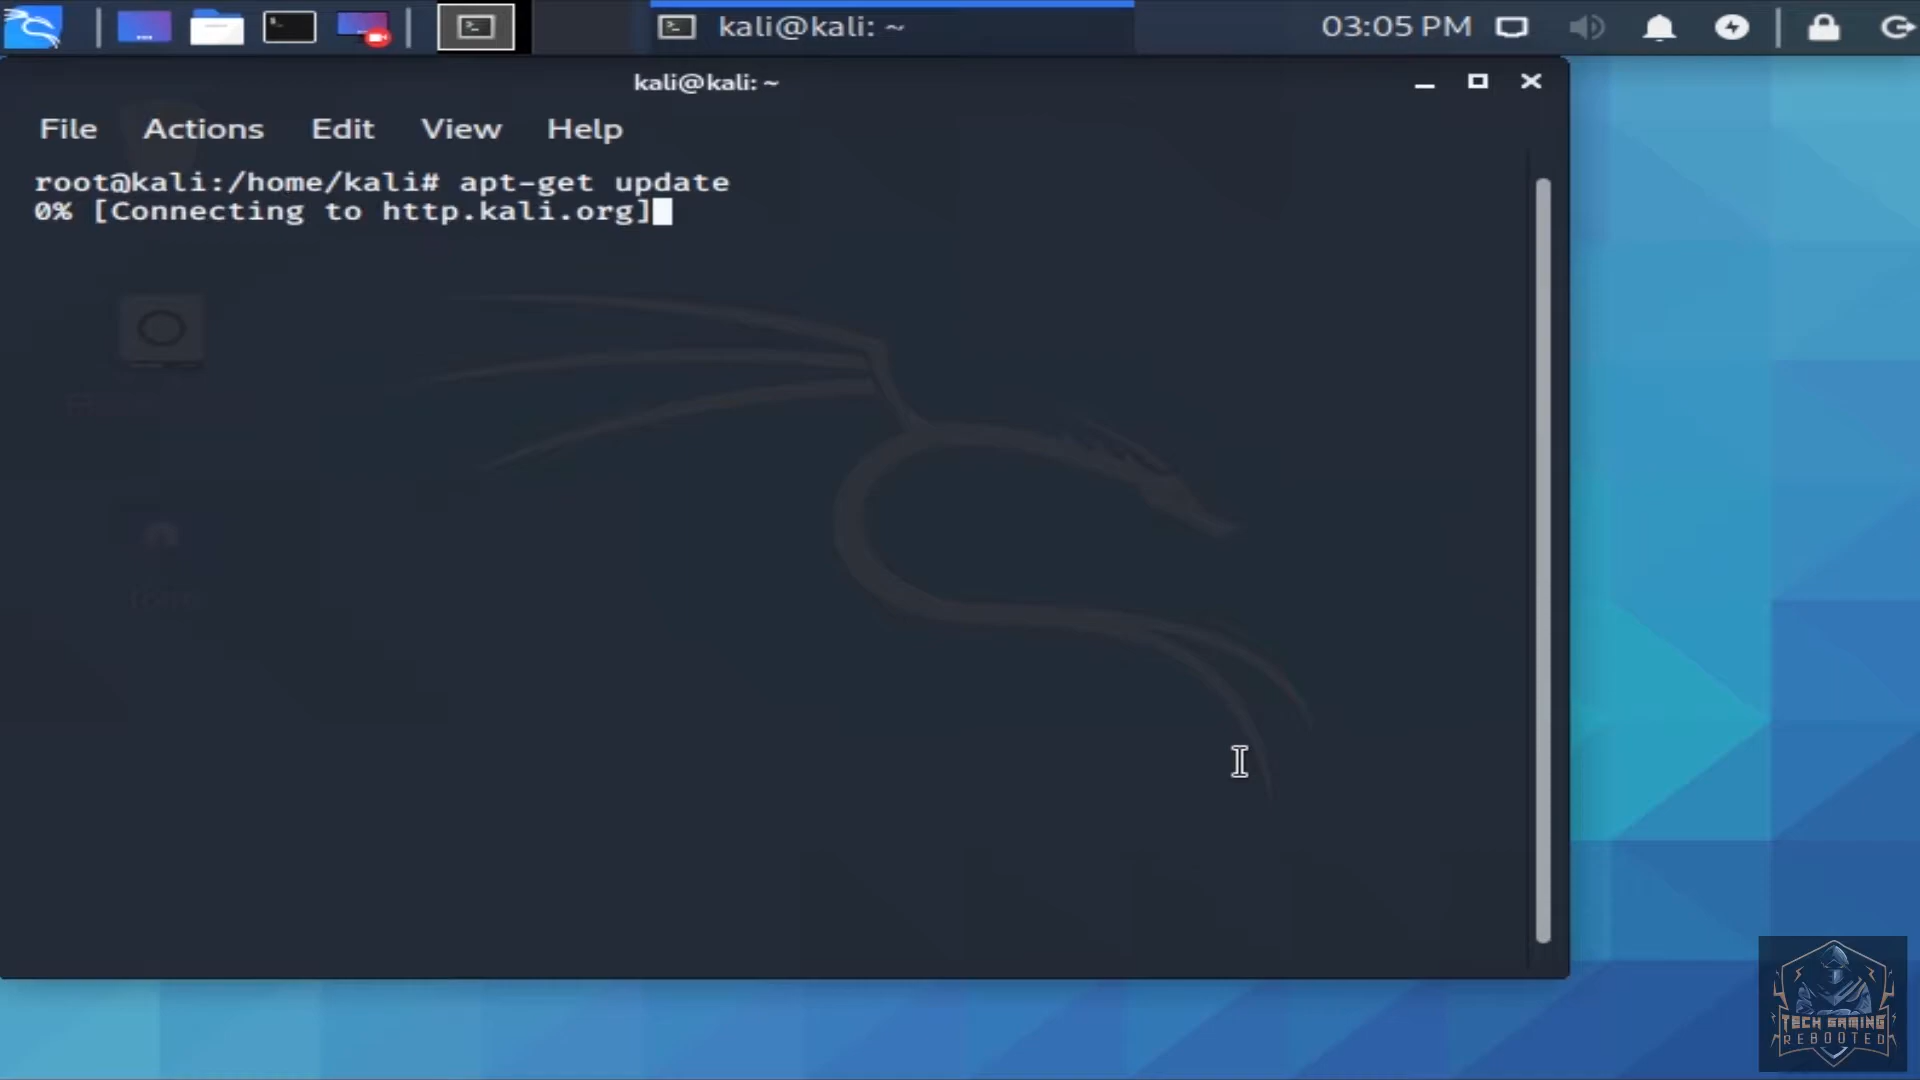 kali@kali: ~
03:05 PM
kali@kali: ~
File Actions Edit View Help
root@kali:/home/kali# apt-get update
0% [Connecting to http.kali.org]
TECH GAMING
REBOOTED